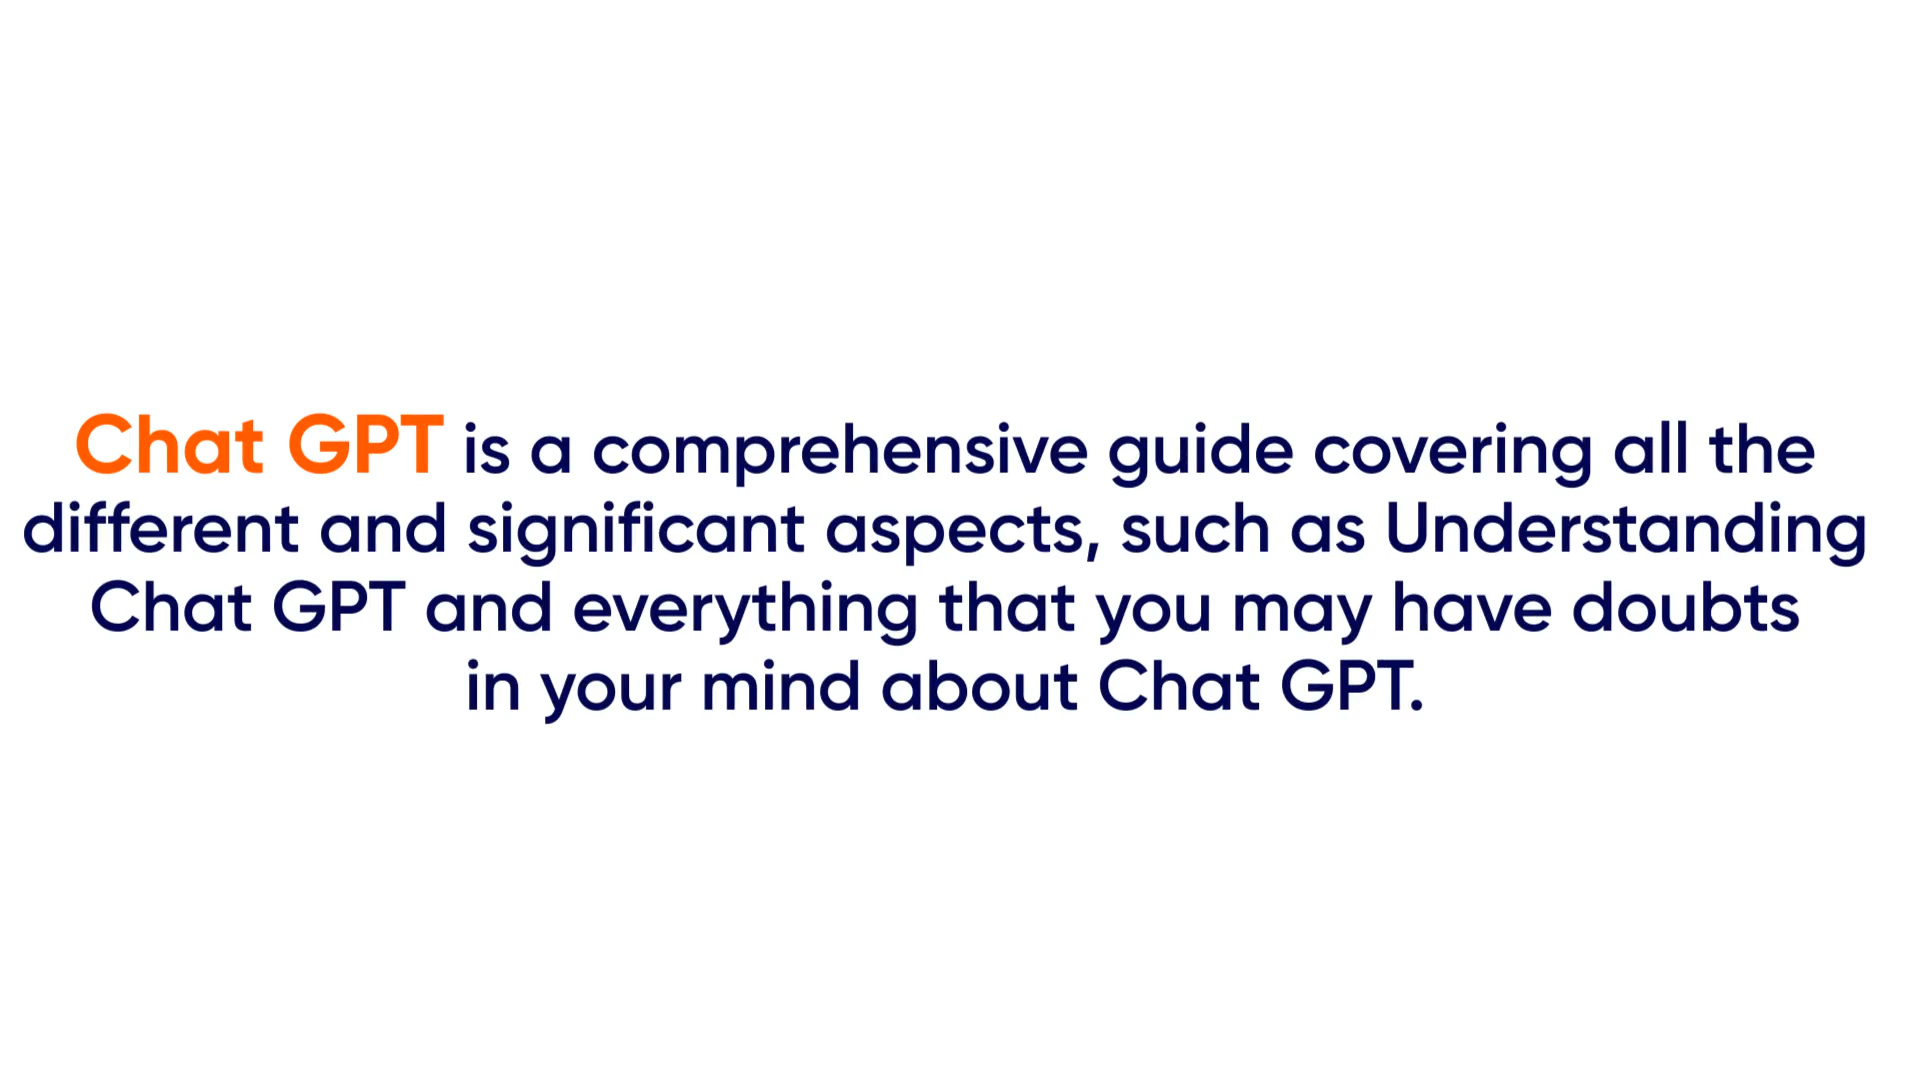 Chat GPT is a comprehensive guide covering all the
different and significant aspects, such as Understanding
Chat GPT and everything that you may have doubts
in your mind about Chat GPT.